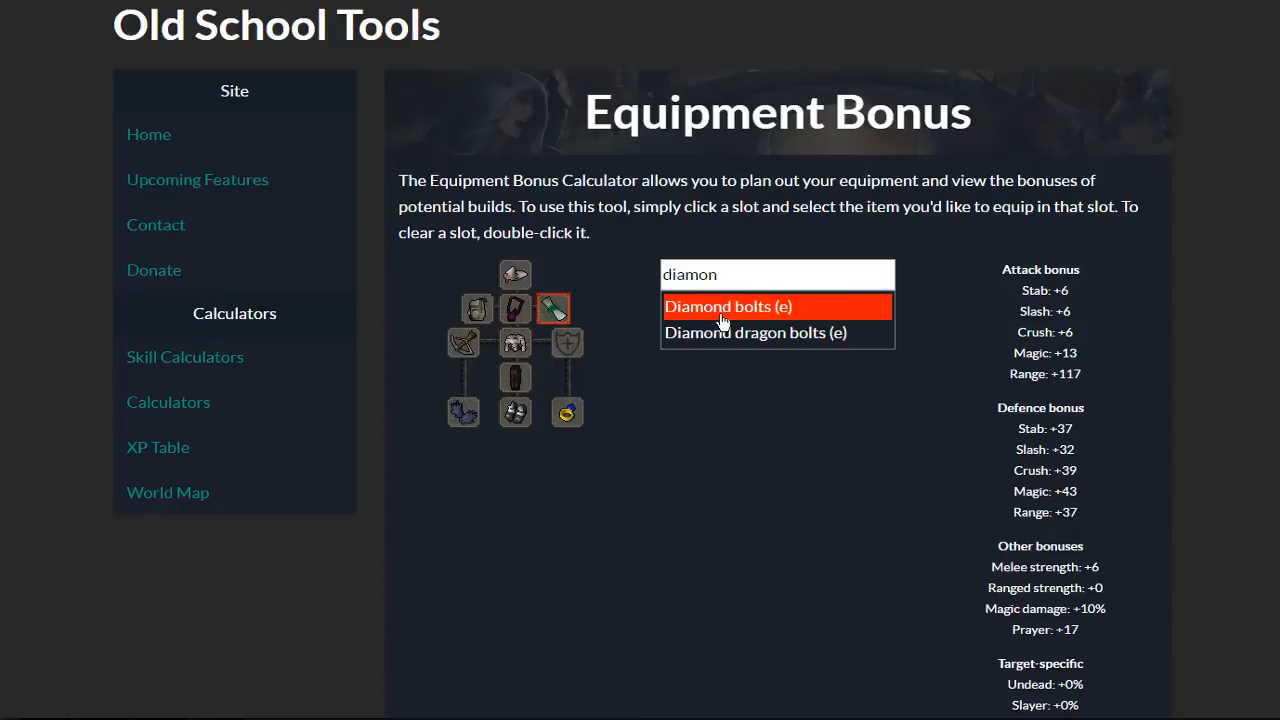 Old School Tools
Site
Home
Upcoming Features
Contact
Donate
Calculators
Skill Calculators
Calculators
XP Table
World Map
Equipment Bonus
The Equipment Bonus Calculator allows you to plan out your equipment and view the bonuses of
potential builds. To use this tool, simply click a slot and select the item you'd like to equip in that slot. To
clear a slot, double-click it.
diamon
Diamond bolts (e)
Diamond dragon bolts (e)
Attack bonus
Stab: +6
Slash: +6
Crush: +6
Magic: +13
Range: +117
Defence bonus
Stab: +37
Slash: +32
Crush: +39
Magic: +43
Range: +37
Other bonuses
Melee strength: +6
Ranged strength: +0
Magic damage: +10%
Prayer: +17
Target-specific
Undead: +0%
Slayer: +0%